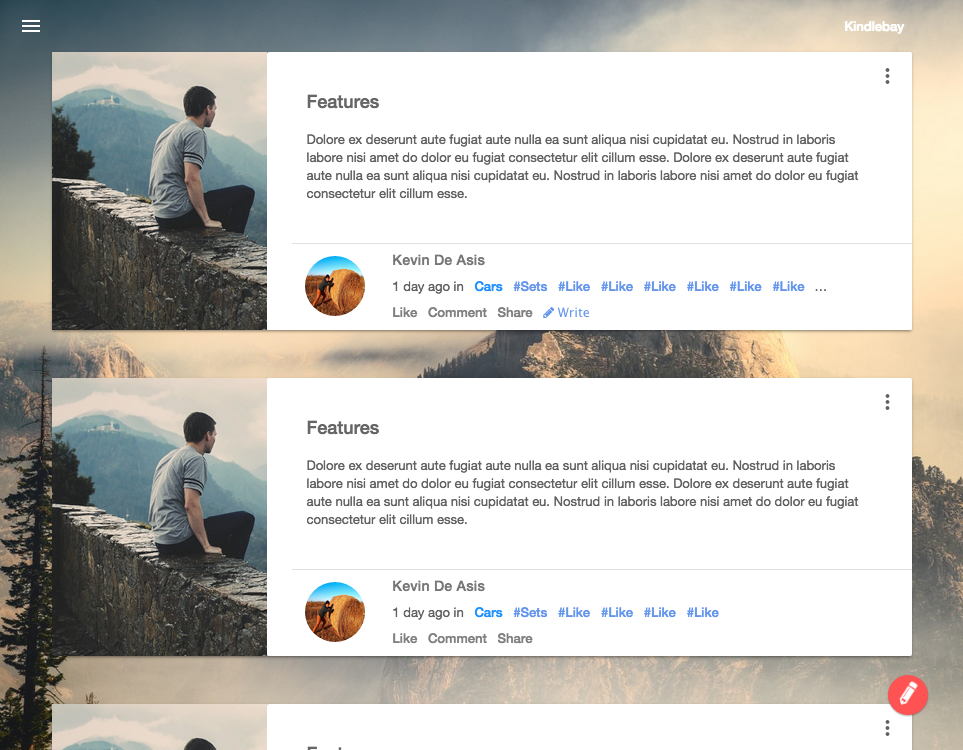 Kindlebay
Features
Dolore ex deserunt aute fugiat aute nulla ea sunt aliqua nisi cupidatat eu. Nostrud in laboris
labore nisi amet do dolor eu fugiat consectetur elit cillum esse. Dolore ex deserunt aute fugiat
aute nulla ea sunt aliqua nisi cupidatat eu. Nostrud in laboris labore nisi amet do dolor eu fugiat
consectetur elit cillum esse.
Kevin De Asis
1 day ago in Cars #Sets #Like #Like #Like #Like #Like #Like ...
Like Comment Share Write
Features
Dolore ex deserunt aute fugiat aute nulla ea sunt aliqua nisi cupidatat eu. Nostrud in laboris
labore nisi amet do dolor eu fugiat consectetur elit cillum esse. Dolore ex deserunt aute fugiat
aute nulla ea sunt aliqua nisi cupidatat eu. Nostrud in laboris labore nisi amet do dolor eu fugiat
consectetur elit cillum esse.
Kevin De Asis
1 day ago in Cars #Sets #Like #Like #Like #Like
Like Comment Share